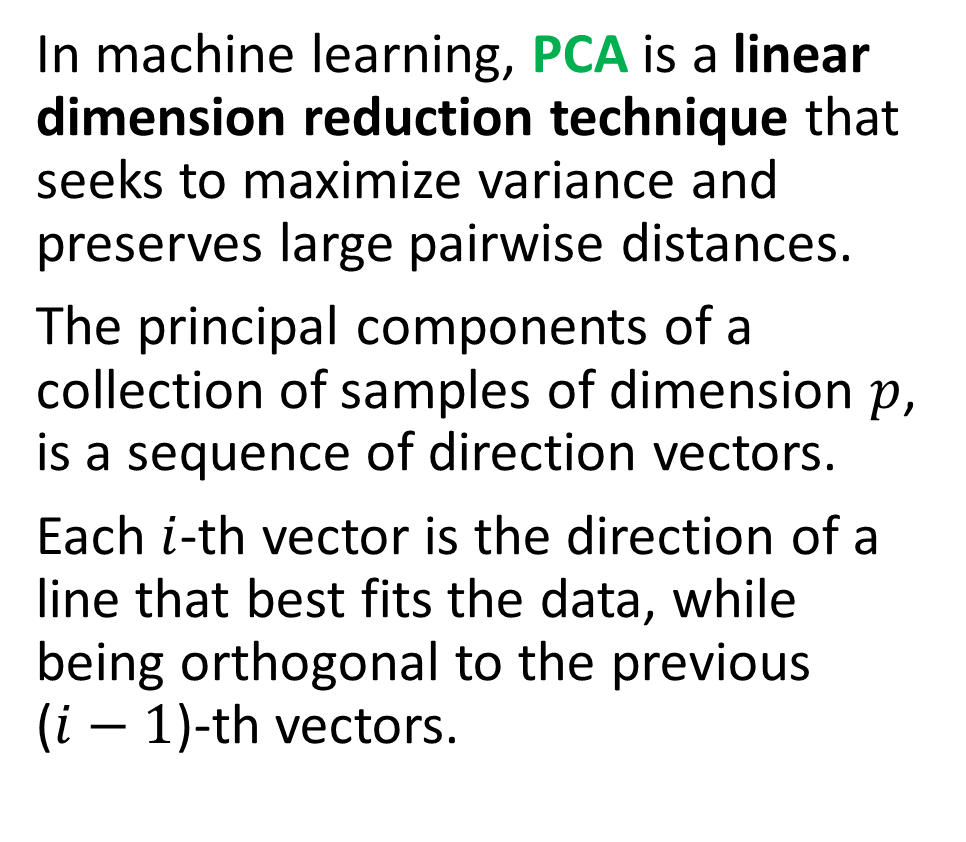 In machine learning, PCA is a linear
dimension reduction technique that
seeks to maximize variance and
preserves large pairwise distances.
The principal components of a
collection of samples of dimension p,
is a sequence of direction vectors.
Each i-th vector is the direction of a
line that best fits the data, while
being orthogonal to the previous
(i − 1)-th vectors.